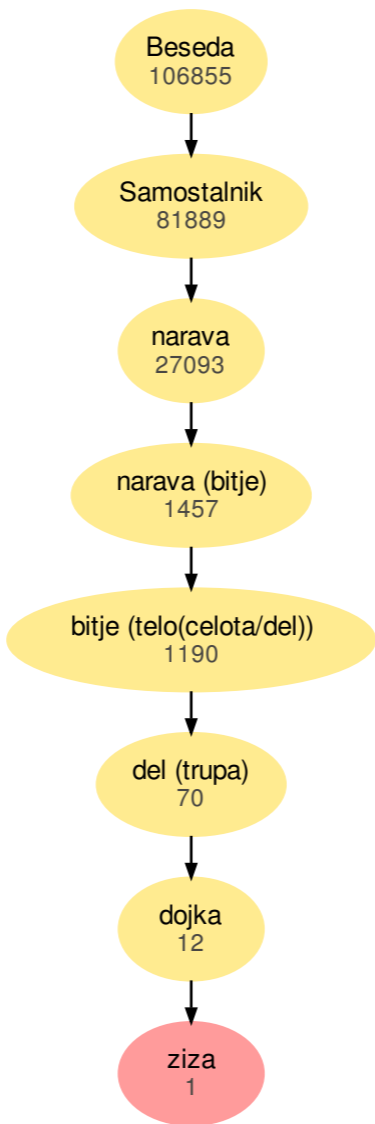 Beseda
106855
Samostalnik
81889
narava
27093
narava (bitje)
1457
bitje (telo(celota/del))
1190
del (trupa)
70
dojka
12
ziza
1